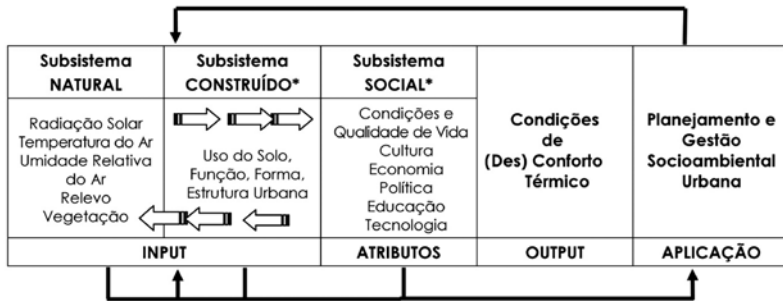 Subsistema
NATURAL
Subsistema
CONSTRUÍDO*
Subsistema
SOCIAL*
Radiação Solar
Temperatura do Ar
Umidade Relativa
do Ar
Relevo
Vegetação
Uso do Solo,
Função, Forma,
Estrutura Urbana
Condições e
Qualidade de Vida
Cultura
Economia
Política
Educação
Tecnologia
Condições
de
(Des) Conforto
Térmico
Planejamento e
Gestão
Socioambiental
Urbana
INPUT
ATRIBUTOS
OUTPUT
APLICAÇÃO